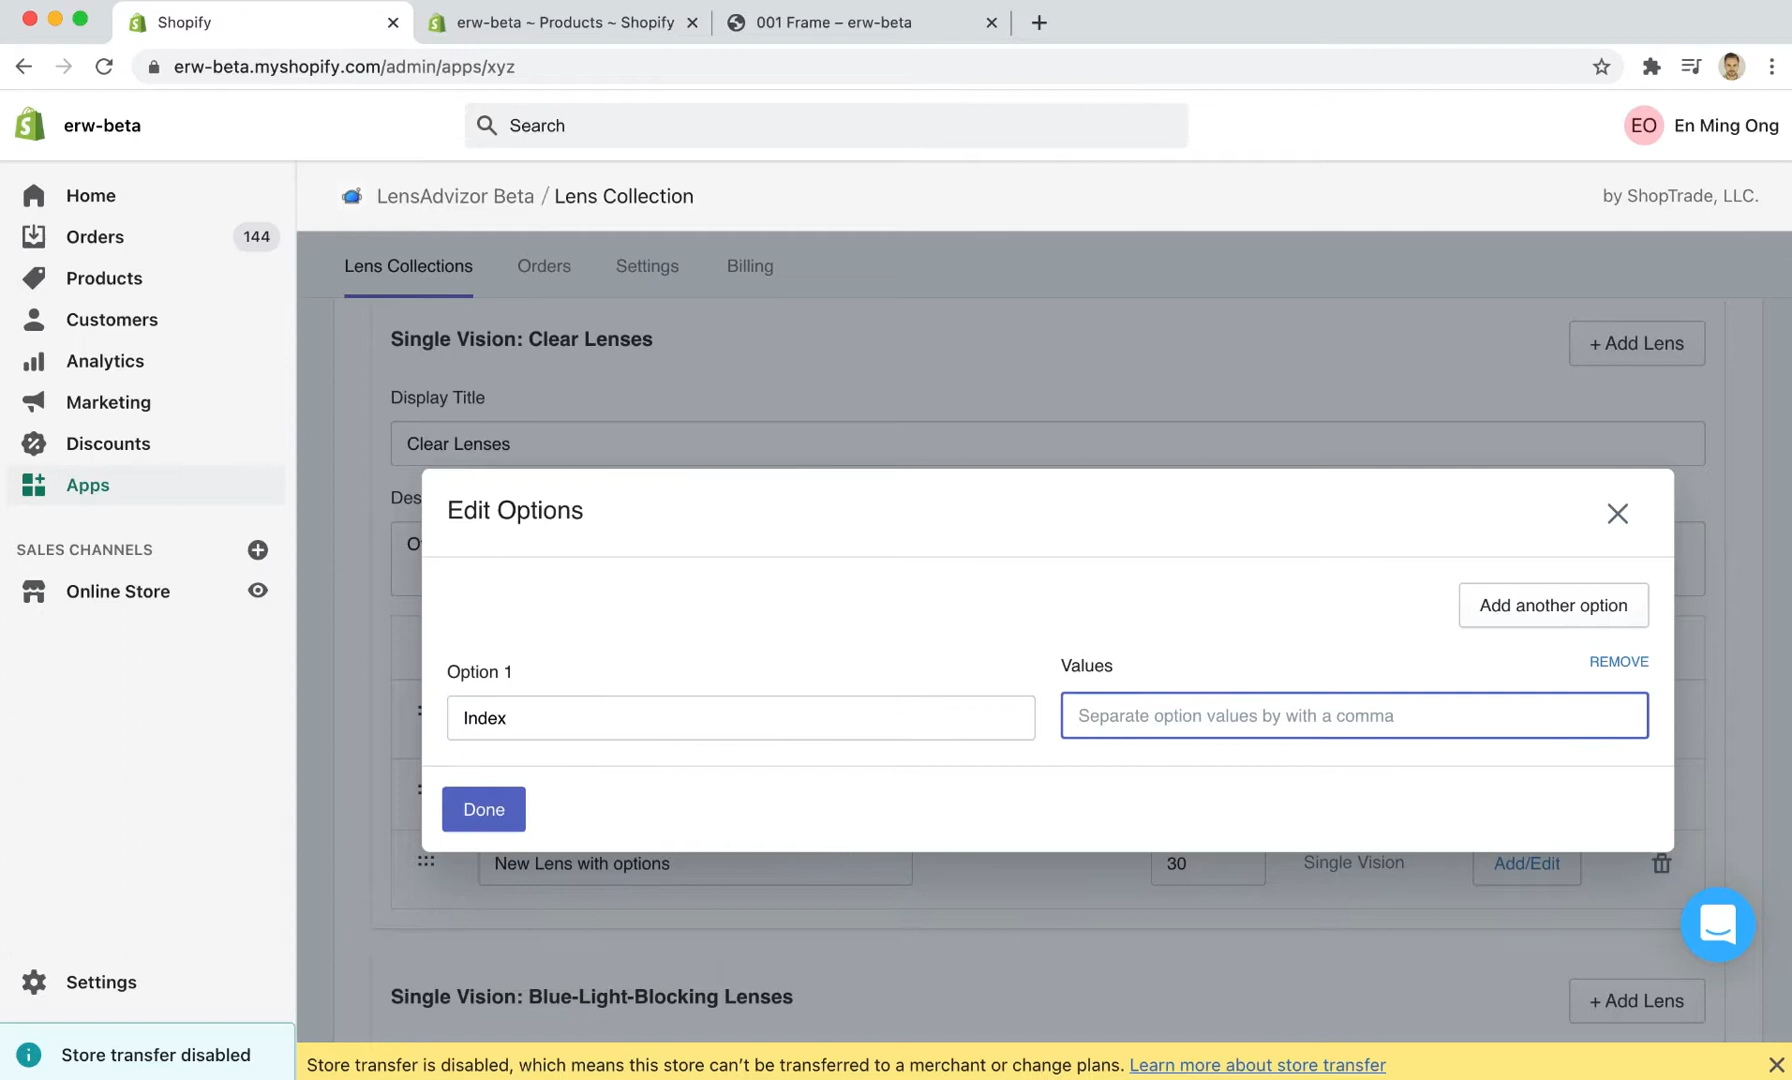 Shopify
erw-beta ~ Products ~ Shopify
001 Frame – erw-beta
erw-beta.myshopify.com/admin/apps/xyz
erw-beta
Search
EO
En Ming Ong
Home
Orders
144
Products
Customers
Analytics
Marketing
Discounts
Apps
SALES CHANNELS
Online Store
Settings
Store transfer disabled
LensAdvizor Beta / Lens Collection
by ShopTrade, LLC.
Lens Collections
Orders
Settings
Billing
Single Vision: Clear Lenses
+ Add Lens
Display Title
Clear Lenses
Des
Edit Options
Add another option
Option 1
Values
REMOVE
Index
Separate option values by with a comma
Done
New Lens with options
30
Single Vision
Add/Edit
Single Vision: Blue-Light-Blocking Lenses
+ Add Lens
Store transfer is disabled, which means this store can't be transferred to a merchant or change plans. Learn more about store transfer